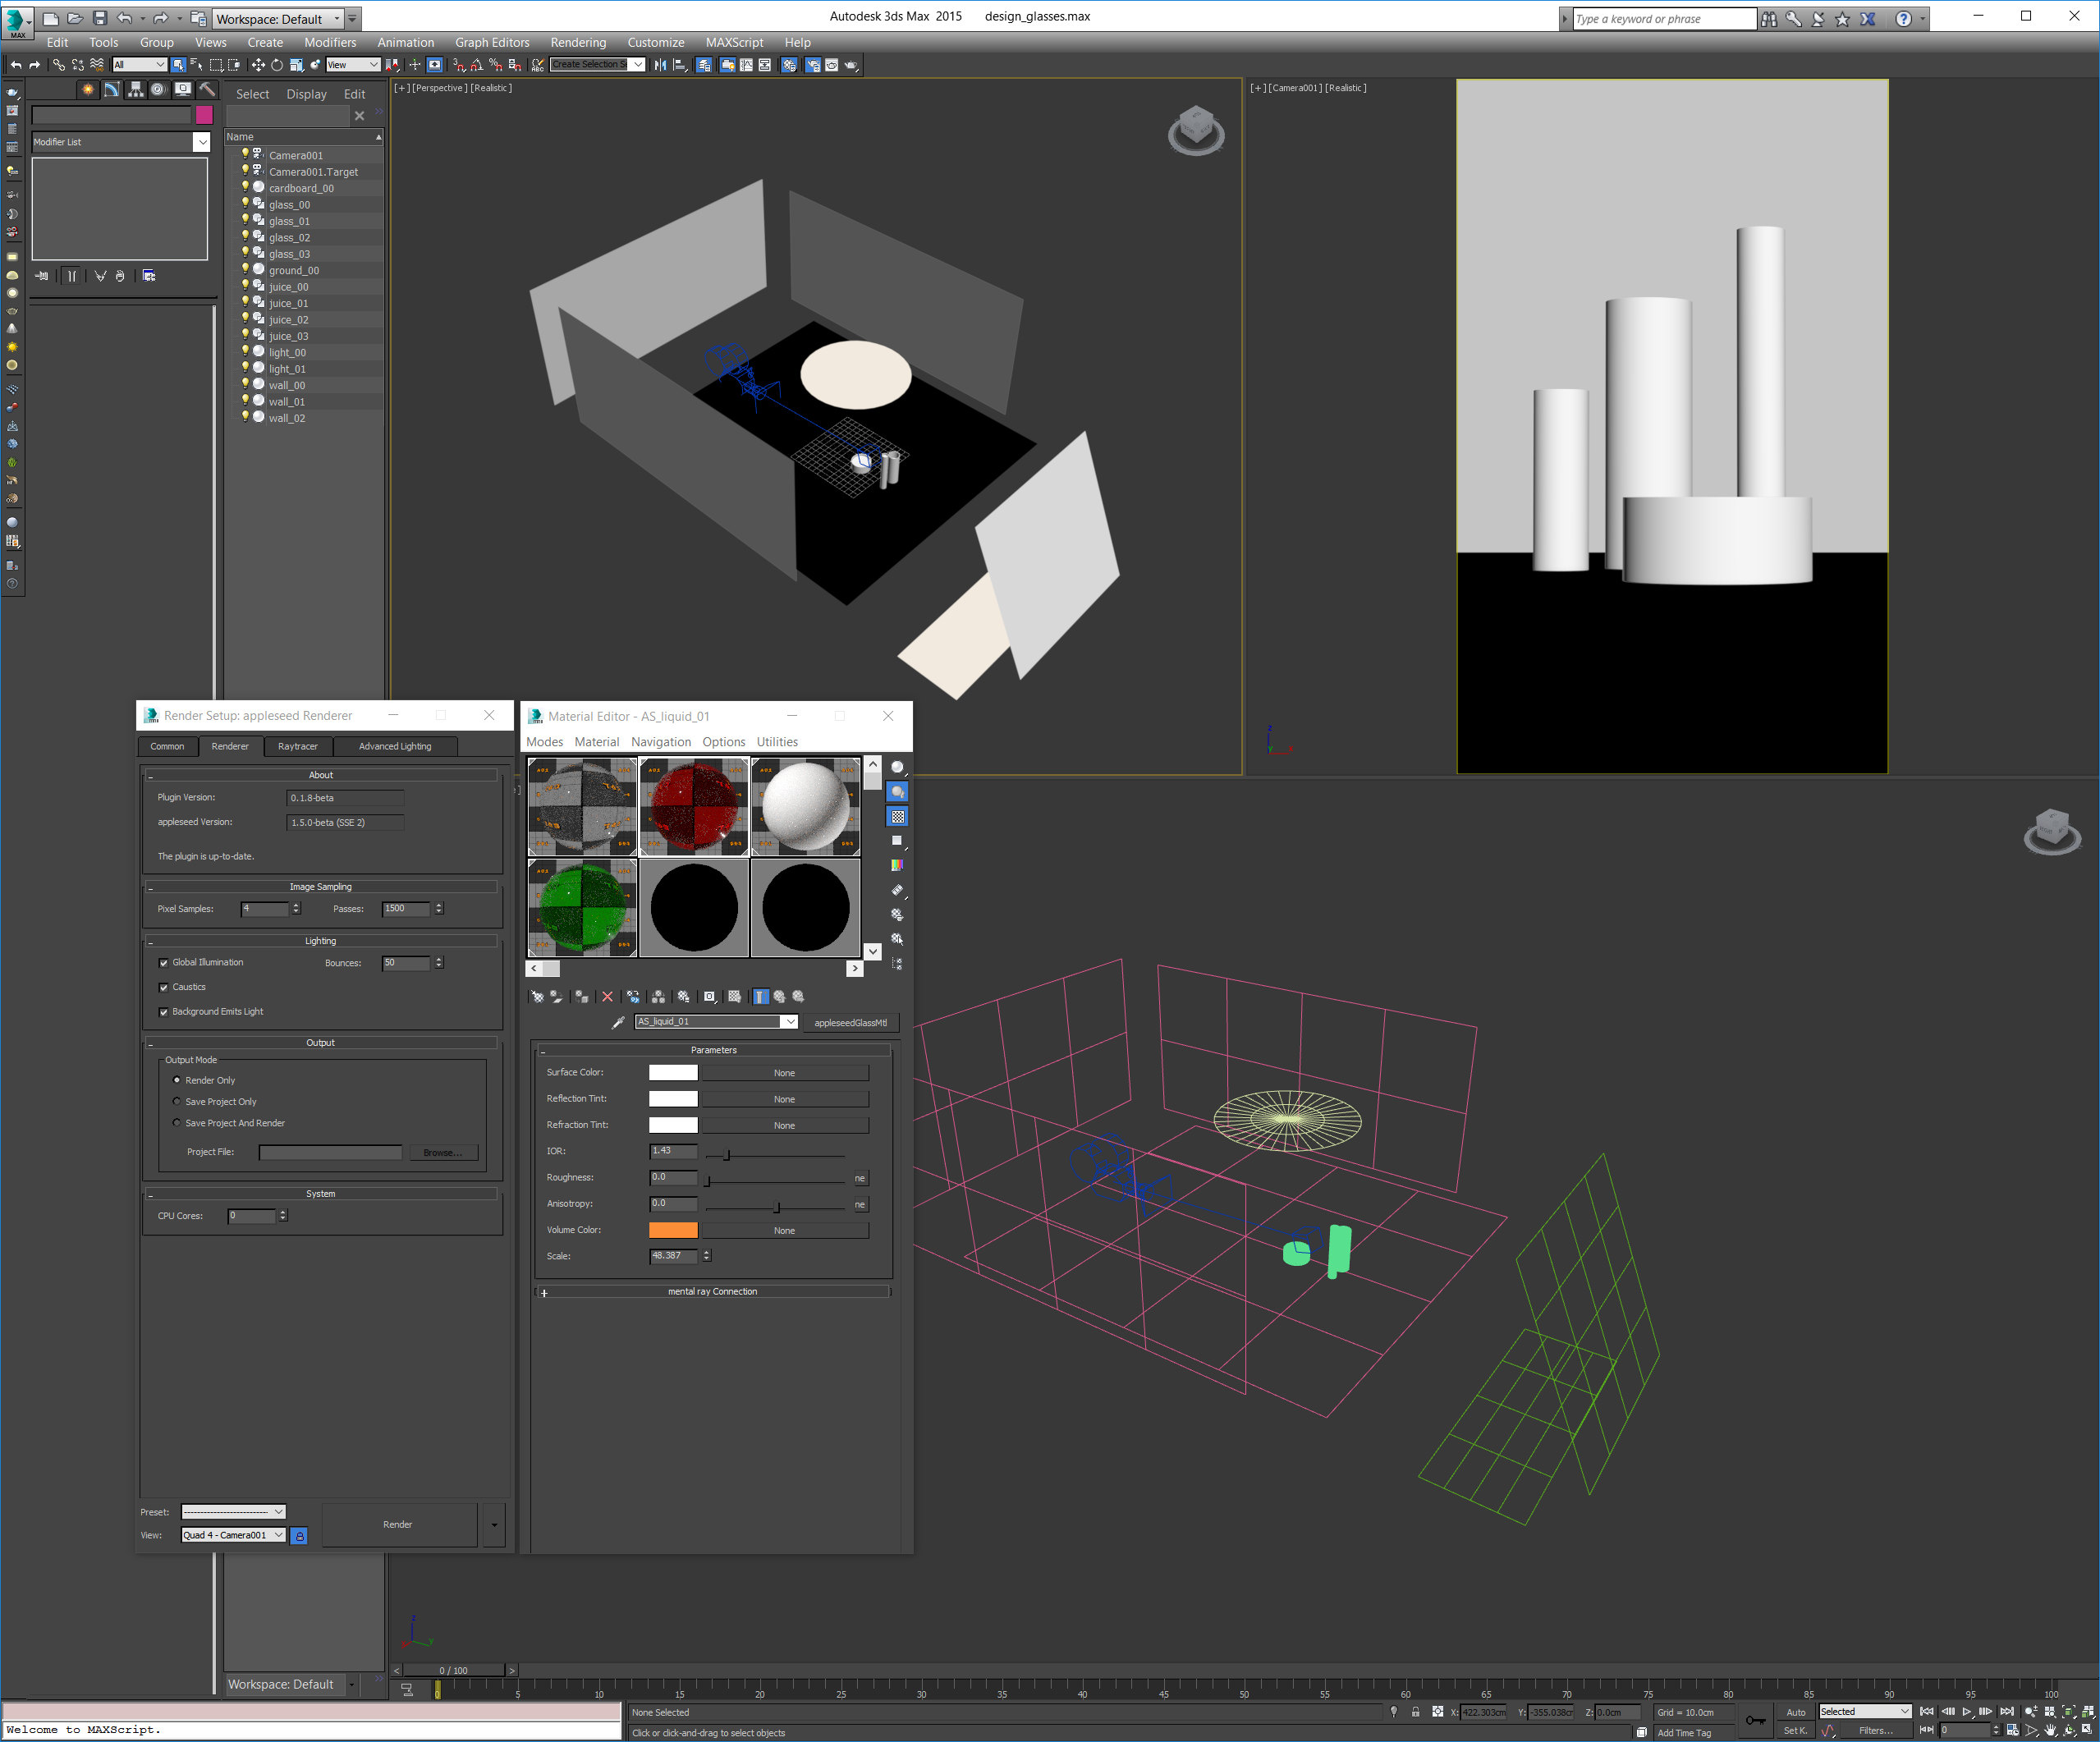 MAX
Workspace: Default
Autodesk 3ds Max 2015 design_glasses.max
Type a keyword or phrase
Edit Tools Group Views Create Modifiers Animation Graph Editors Rendering Customize MAXScript Help
All
View
Create Selection S
Select Display Edit
Modifier List
Name
Camera001
Camera001.Target
cardboard_00
glass_00
glass_01
glass_02
glass_03
ground_00
juice_00
juice_01
juice_02
juice_03
light_00
light_01
wall_00
wall_01
wall_02
[+] [Perspective ] [Realistic ]
[+] [Camera001] [Realistic ]
Render Setup: appleseed Renderer
Common Renderer Raytracer Advanced Lighting
About
Plugin Version: 0.1.8-beta
appleseed Version: 1.5.0-beta (SSE 2)
The plugin is up-to-date.
Image Sampling
Pixel Samples: 4 Passes: 1500
Lighting
Global Illumination Bounces: 50
Caustics
Background Emits Light
Output
Output Mode
Render Only
Save Project Only
Save Project And Render
Project File: Browse...
System
CPU Cores: 0
Preset: 
View: Quad 4 - Camera001
Render
Material Editor - AS_liquid_01
Modes Material Navigation Options Utilities
AS_liquid_01 appleseedGlassMtl
Parameters
Surface Color: None
Reflection Tint: None
Refraction Tint: None
IOR: 1.43
Roughness: 0.0 ne
Anisotropy: 0.0 ne
Volume Color: None
Scale: 48.387
mental ray Connection
0 / 100
Workspace: Default
0 5 10 15 20 25 30 35 40 45 50 55 60 65 70 75 80 85 90 95 100
None Selected
X: 422.303cm Y: -355.038cm Z: 0.0cm Grid = 10.0cm
Auto Selected
Welcome to MAXScript.
Click or click-and-drag to select objects
Add Time Tag
Set K. Filters... 0